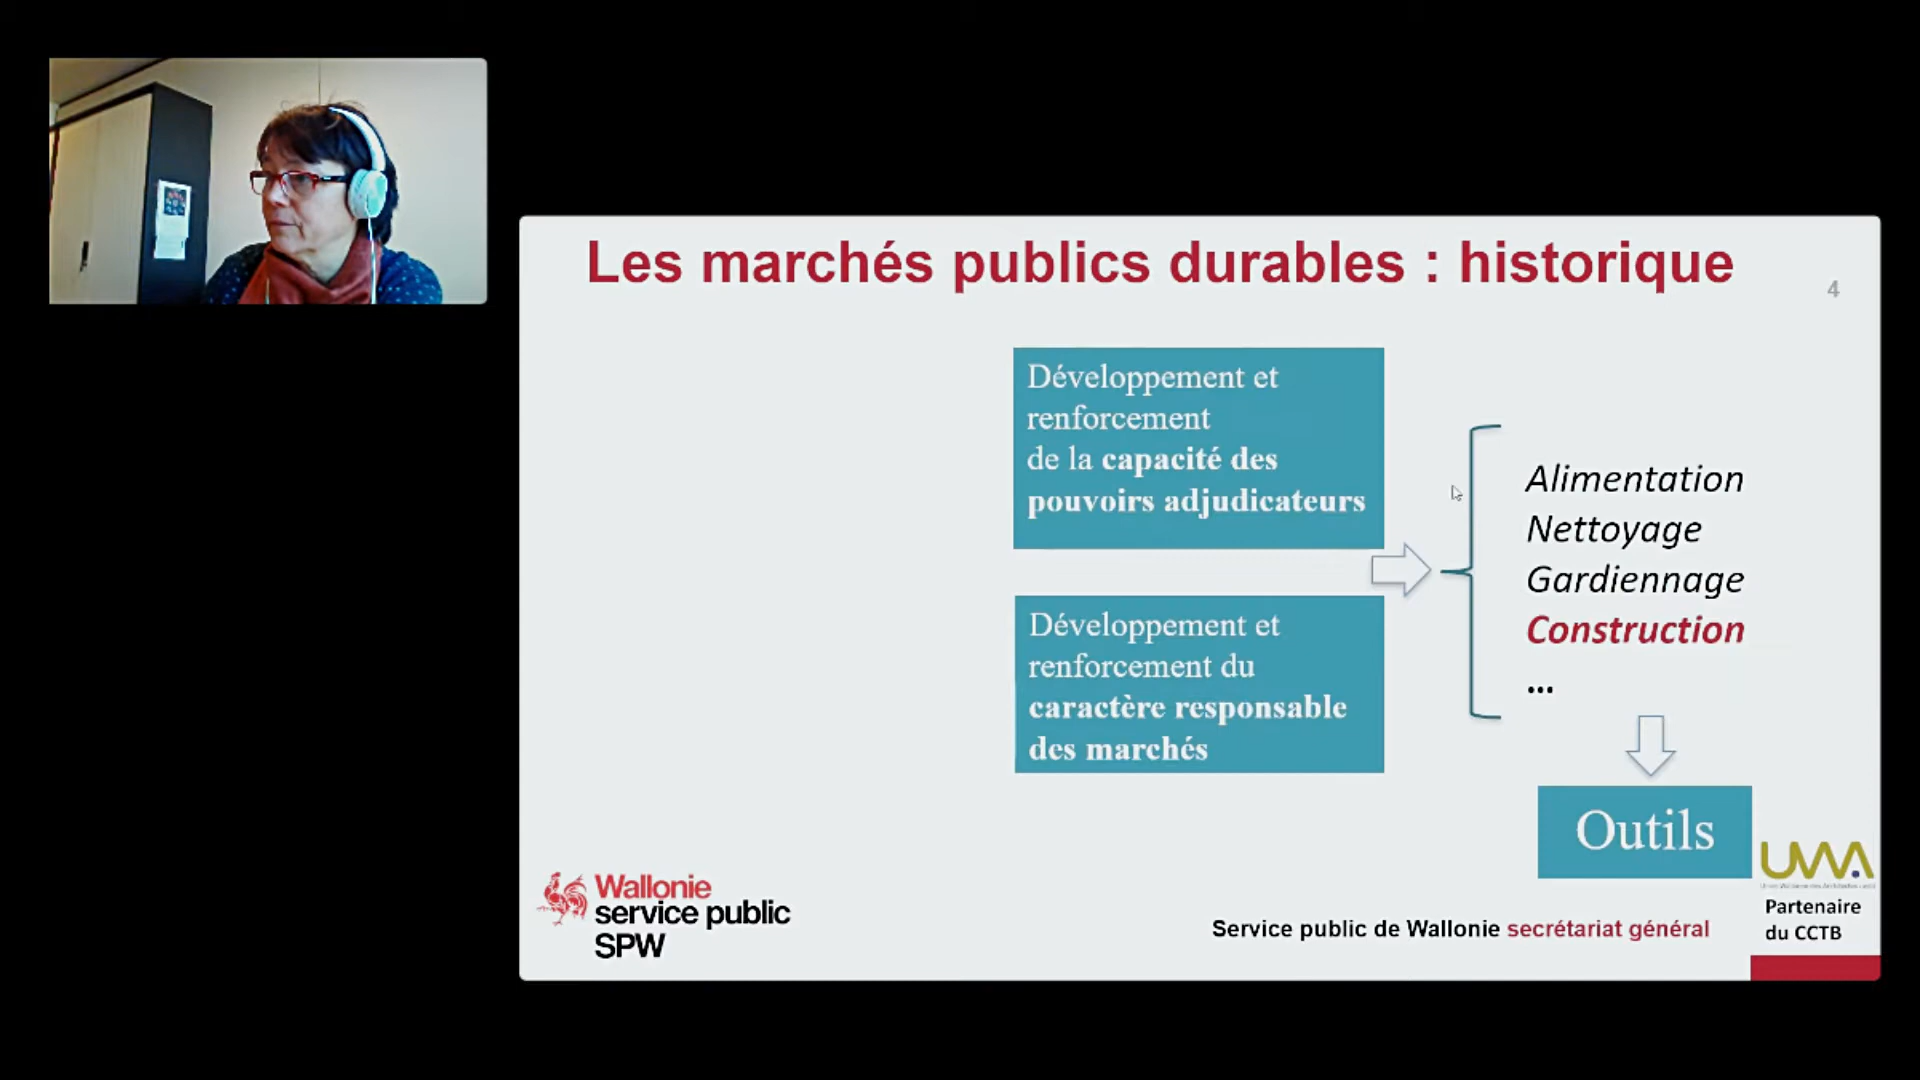 Les marchés publics durables : historique
4
Développement et
renforcement
de la capacité des
pouvoirs adjudicateurs
Développement et
renforcement du
caractère responsable
des marchés
Alimentation
Nettoyage
Gardiennage
Construction
...
Outils
Wallonie
service public
SPW
Service public de Wallonie secrétariat général
UWA
Partenaire
du CCTB